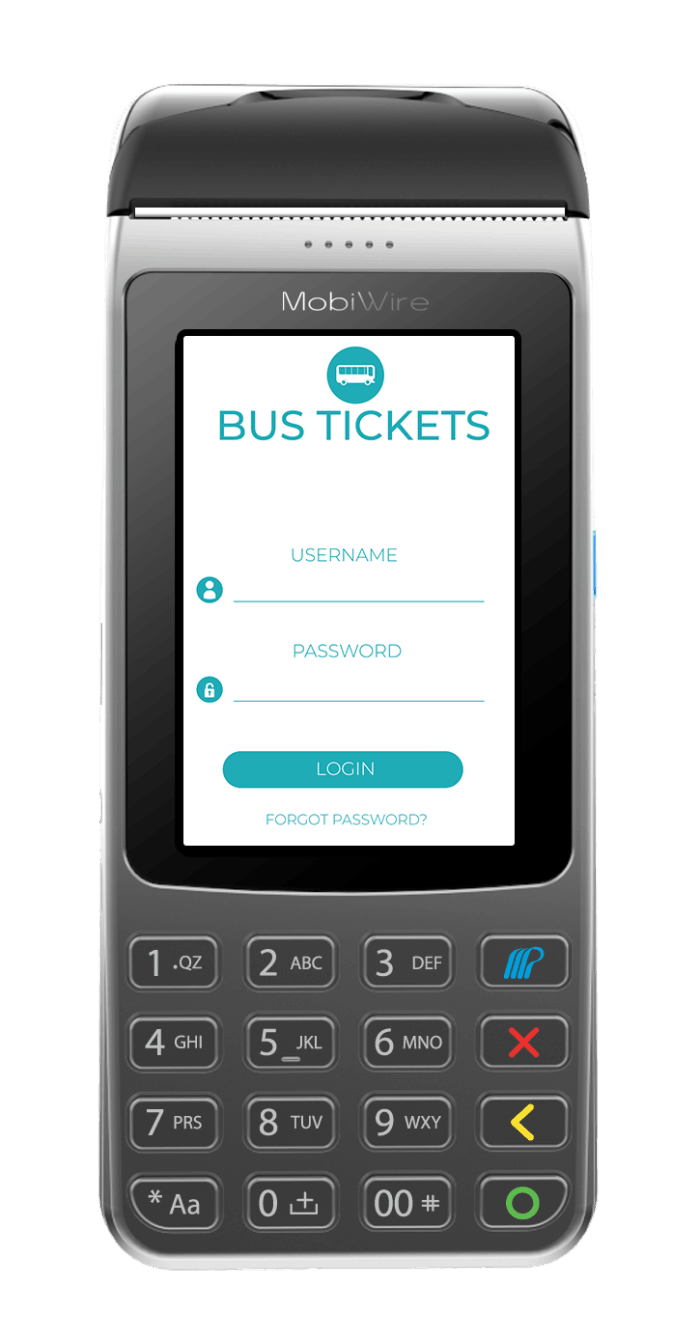 MobiWire
BUS TICKETS
USERNAME
PASSWORD
LOGIN
FORGOT PASSWORD?
1 .QZ
2 ABC
3 DEF
4 GHI
5 JKL
6 MNO
7 PRS
8 TUV
9 WXY
* Aa
0
00 #